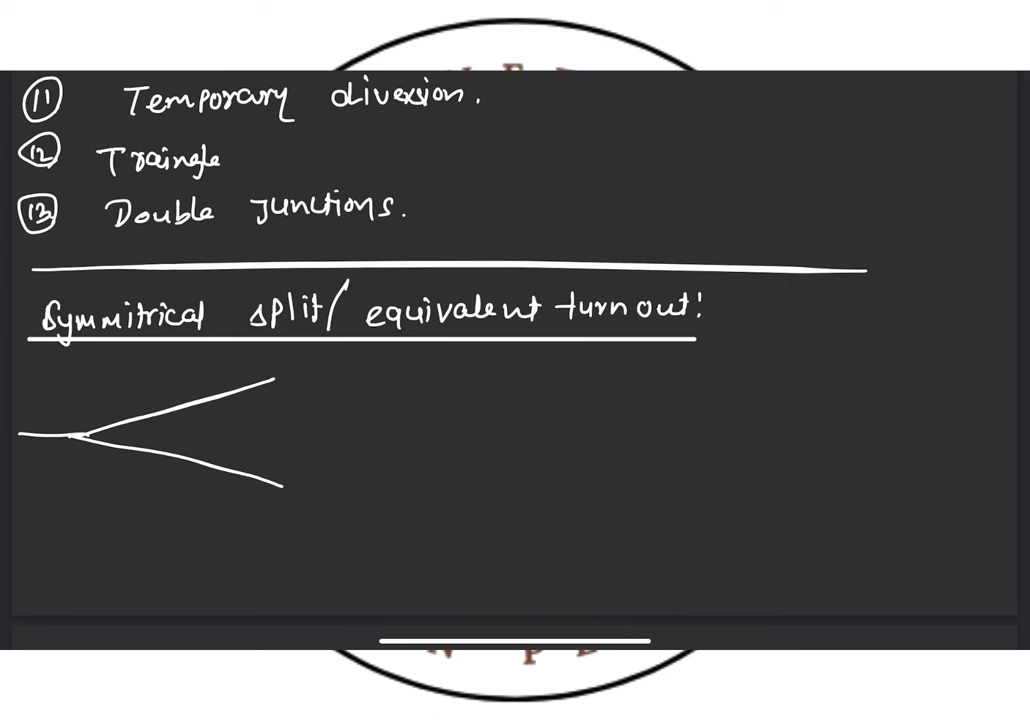 11 Temporary diversion.
12 Traingle
13 Double Junctions.
Symmitrical split/ equivalent turnout!